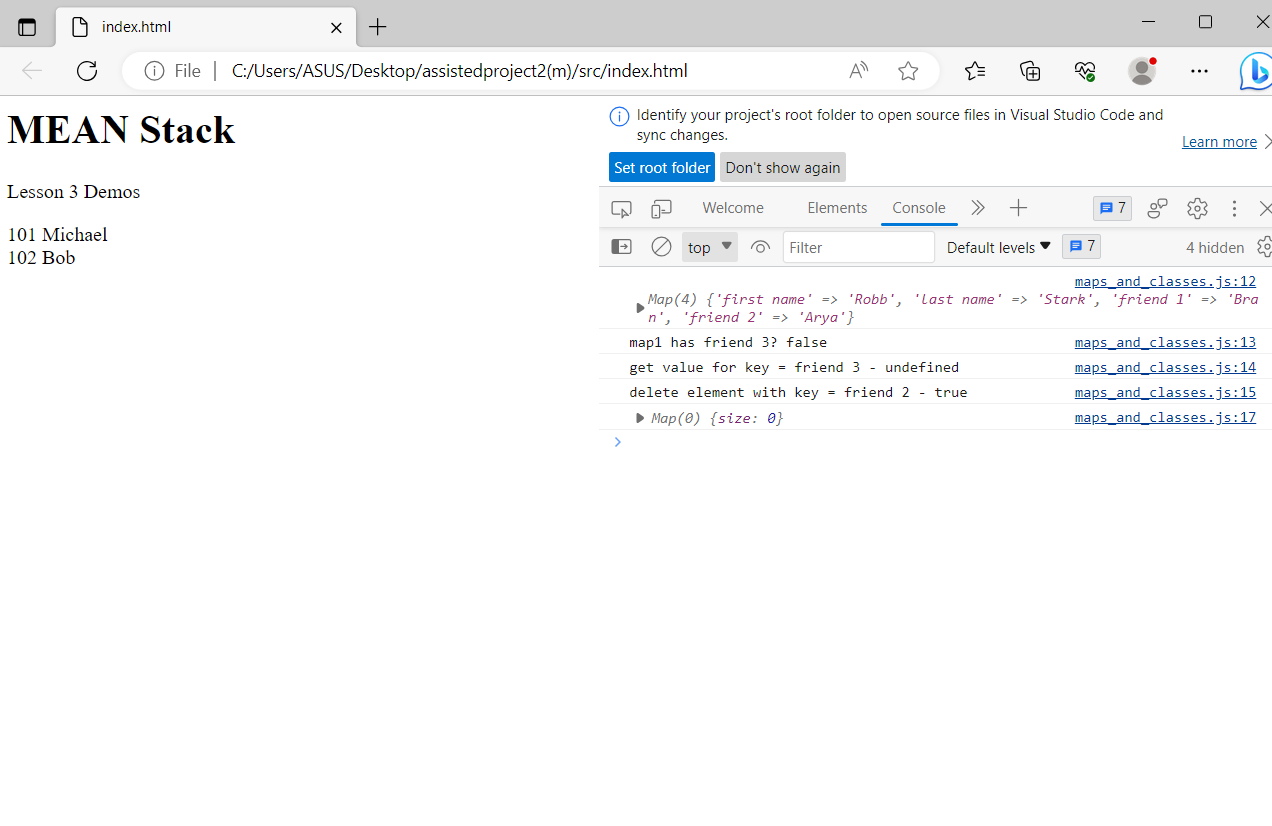 index.html
File | C:/Users/ASUS/Desktop/assistedproject2(m)/src/index.html
MEAN Stack
Lesson 3 Demos
101 Michael
102 Bob
Identify your project's root folder to open source files in Visual Studio Code and
sync changes.
Learn more
Set root folder Don't show again
Welcome Elements Console 7
top Filter Default levels 7 4 hidden
maps_and_classes.js:12
Map(4) {'first name' => 'Robb', 'last name' => 'Stark', 'friend 1' => 'Bra
n', 'friend 2' => 'Arya'}
map1 has friend 3? false maps_and_classes.js:13
get value for key = friend 3 - undefined maps_and_classes.js:14
delete element with key = friend 2 - true maps_and_classes.js:15
Map(0) {size: 0} maps_and_classes.js:17